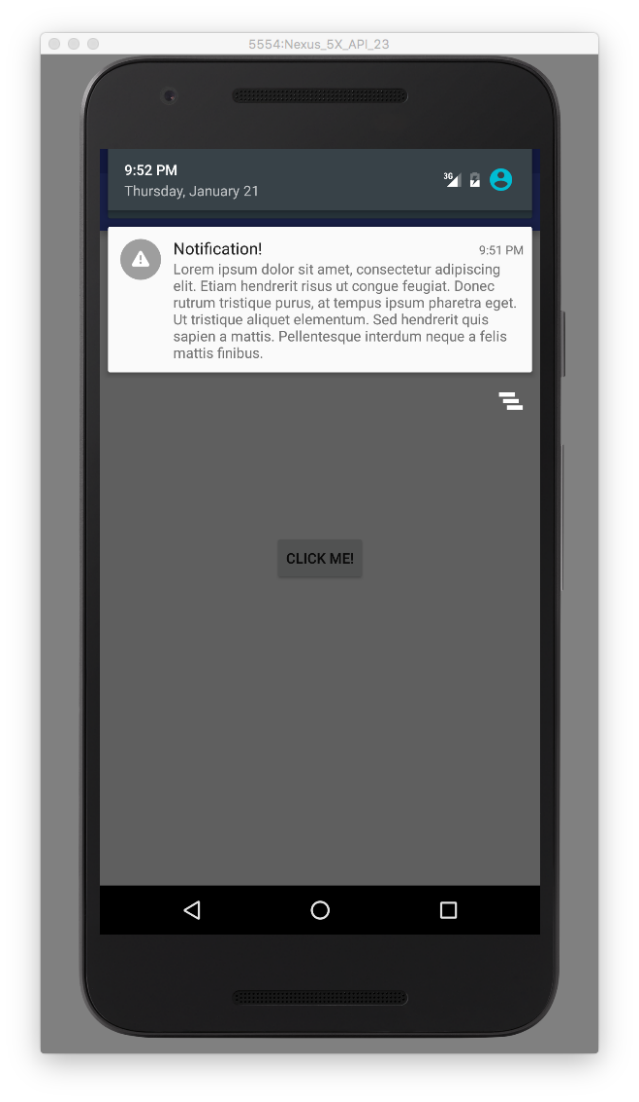 5554:Nexus_5X_API_23
9:52 PM
Thursday, January 21
3G
Notification!
9:51 PM
Lorem ipsum dolor sit amet, consectetur adipiscing
elit. Etiam hendrerit risus ut congue feugiat. Donec
rutrum tristique purus, at tempus ipsum pharetra eget.
Ut tristique aliquet elementum. Sed hendrerit quis
sapien a mattis. Pellentesque interdum neque a felis
mattis finibus.
CLICK ME!